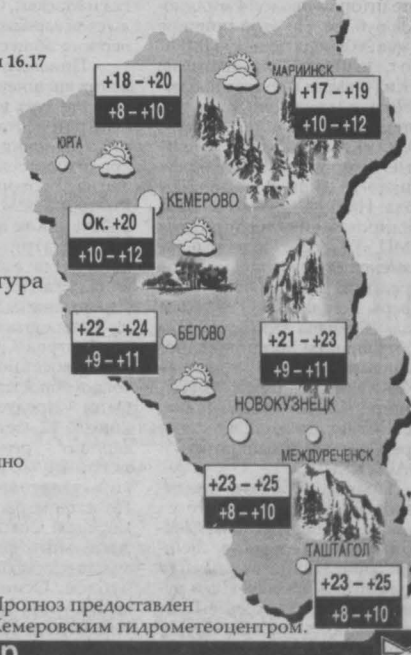 16.17
*МАРИИНСК
+18 – +20
+8 – +10
+17 – +19
+10 – +12
ЮРГА
КЕМЕРОВО
Ок. +20
+10 – +12
+22 – +24
+9 – +11
БЕЛОВО
+21 – +23
+9 – +11
НОВОКУЗНЕЦК
МЕЖДУРЕЧЕНСК
+23 – +25
+8 – +10
ТАШТАГОЛ
+23 – +25
+8 – +10
Прогноз предоставлен
Кемеровским гидрометеоцентром.